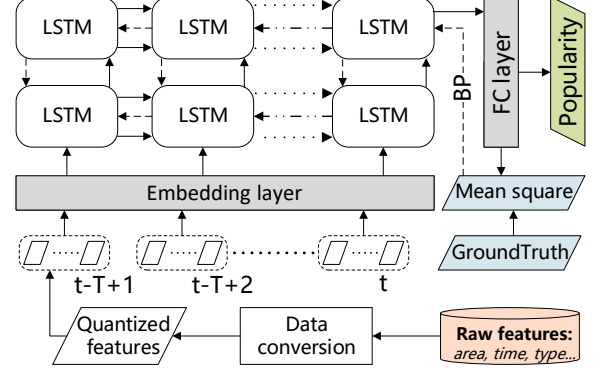 LSTM
LSTM
LSTM
FC layer
Popularity
BP
LSTM
LSTM
LSTM
Embedding layer
Mean square
GroundTruth
t-T+1
t-T+2
t
Quantized
features
Data
conversion
Raw features:
area, time, type...